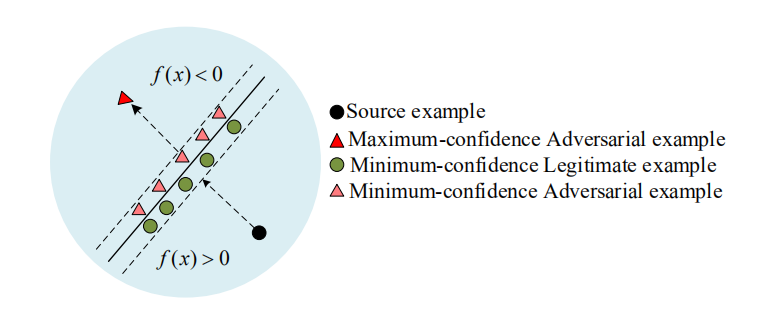 f(x)<0
Source example
Maximum-confidence Adversarial example
Minimum-confidence Legitimate example
Minimum-confidence Adversarial example
f(x)>0